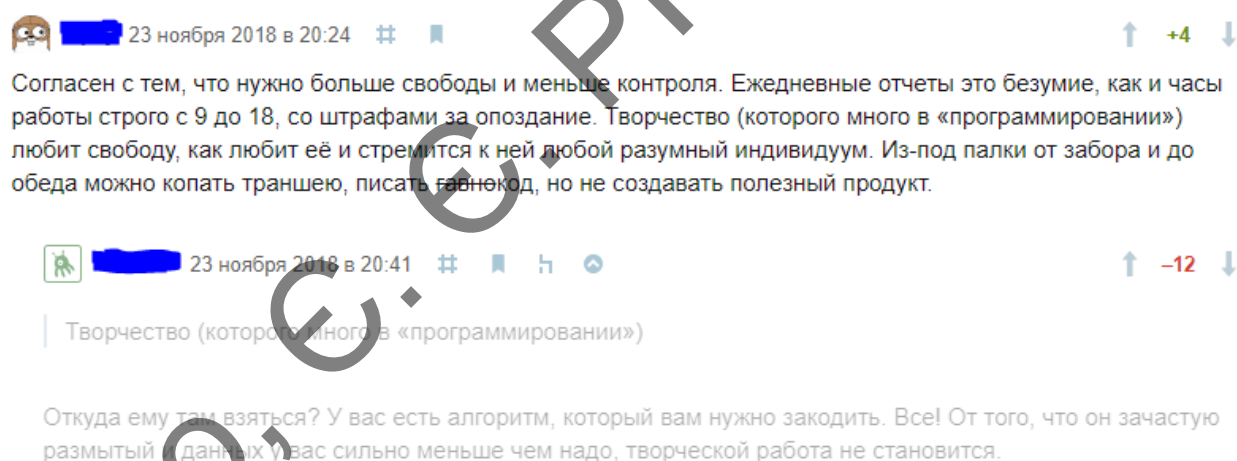 23 ноября 2018 в 20:24
+4
Согласен с тем, что нужно больше свободы и меньше контроля. Ежедневные отчеты это безумие, как и часы
работы строго с 9 до 18, со штрафами за опоздание. Творчество (которого много в «программировании»)
любит свободу, как любит её и стремится к ней любой разумный индивидуум. Из-под палки от забора и до
обеда можно копать траншею, писать гавнокод, но не создавать полезный продукт.
23 ноября 2018 в 20:41
–12
Творчество (которого много в «программировании»)
Откуда ему там взяться? У вас есть алгоритм, который вам нужно закодить. Все! От того, что он зачастую
размытый и данных у вас сильно меньше чем надо, творческой работа не становится.